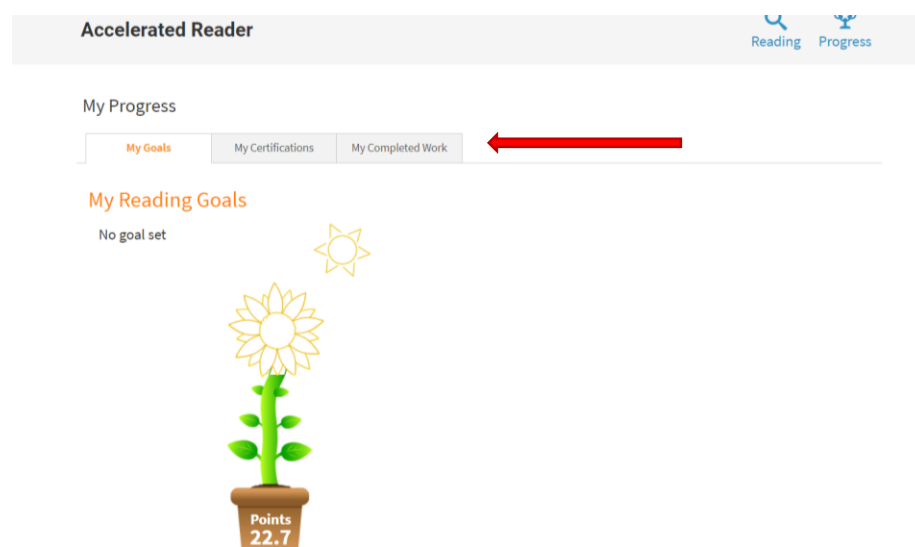 Accelerated Reader
Reading Progress
My Progress
My Goals My Certifications My Completed Work
My Reading Goals
No goal set
Points
22.7